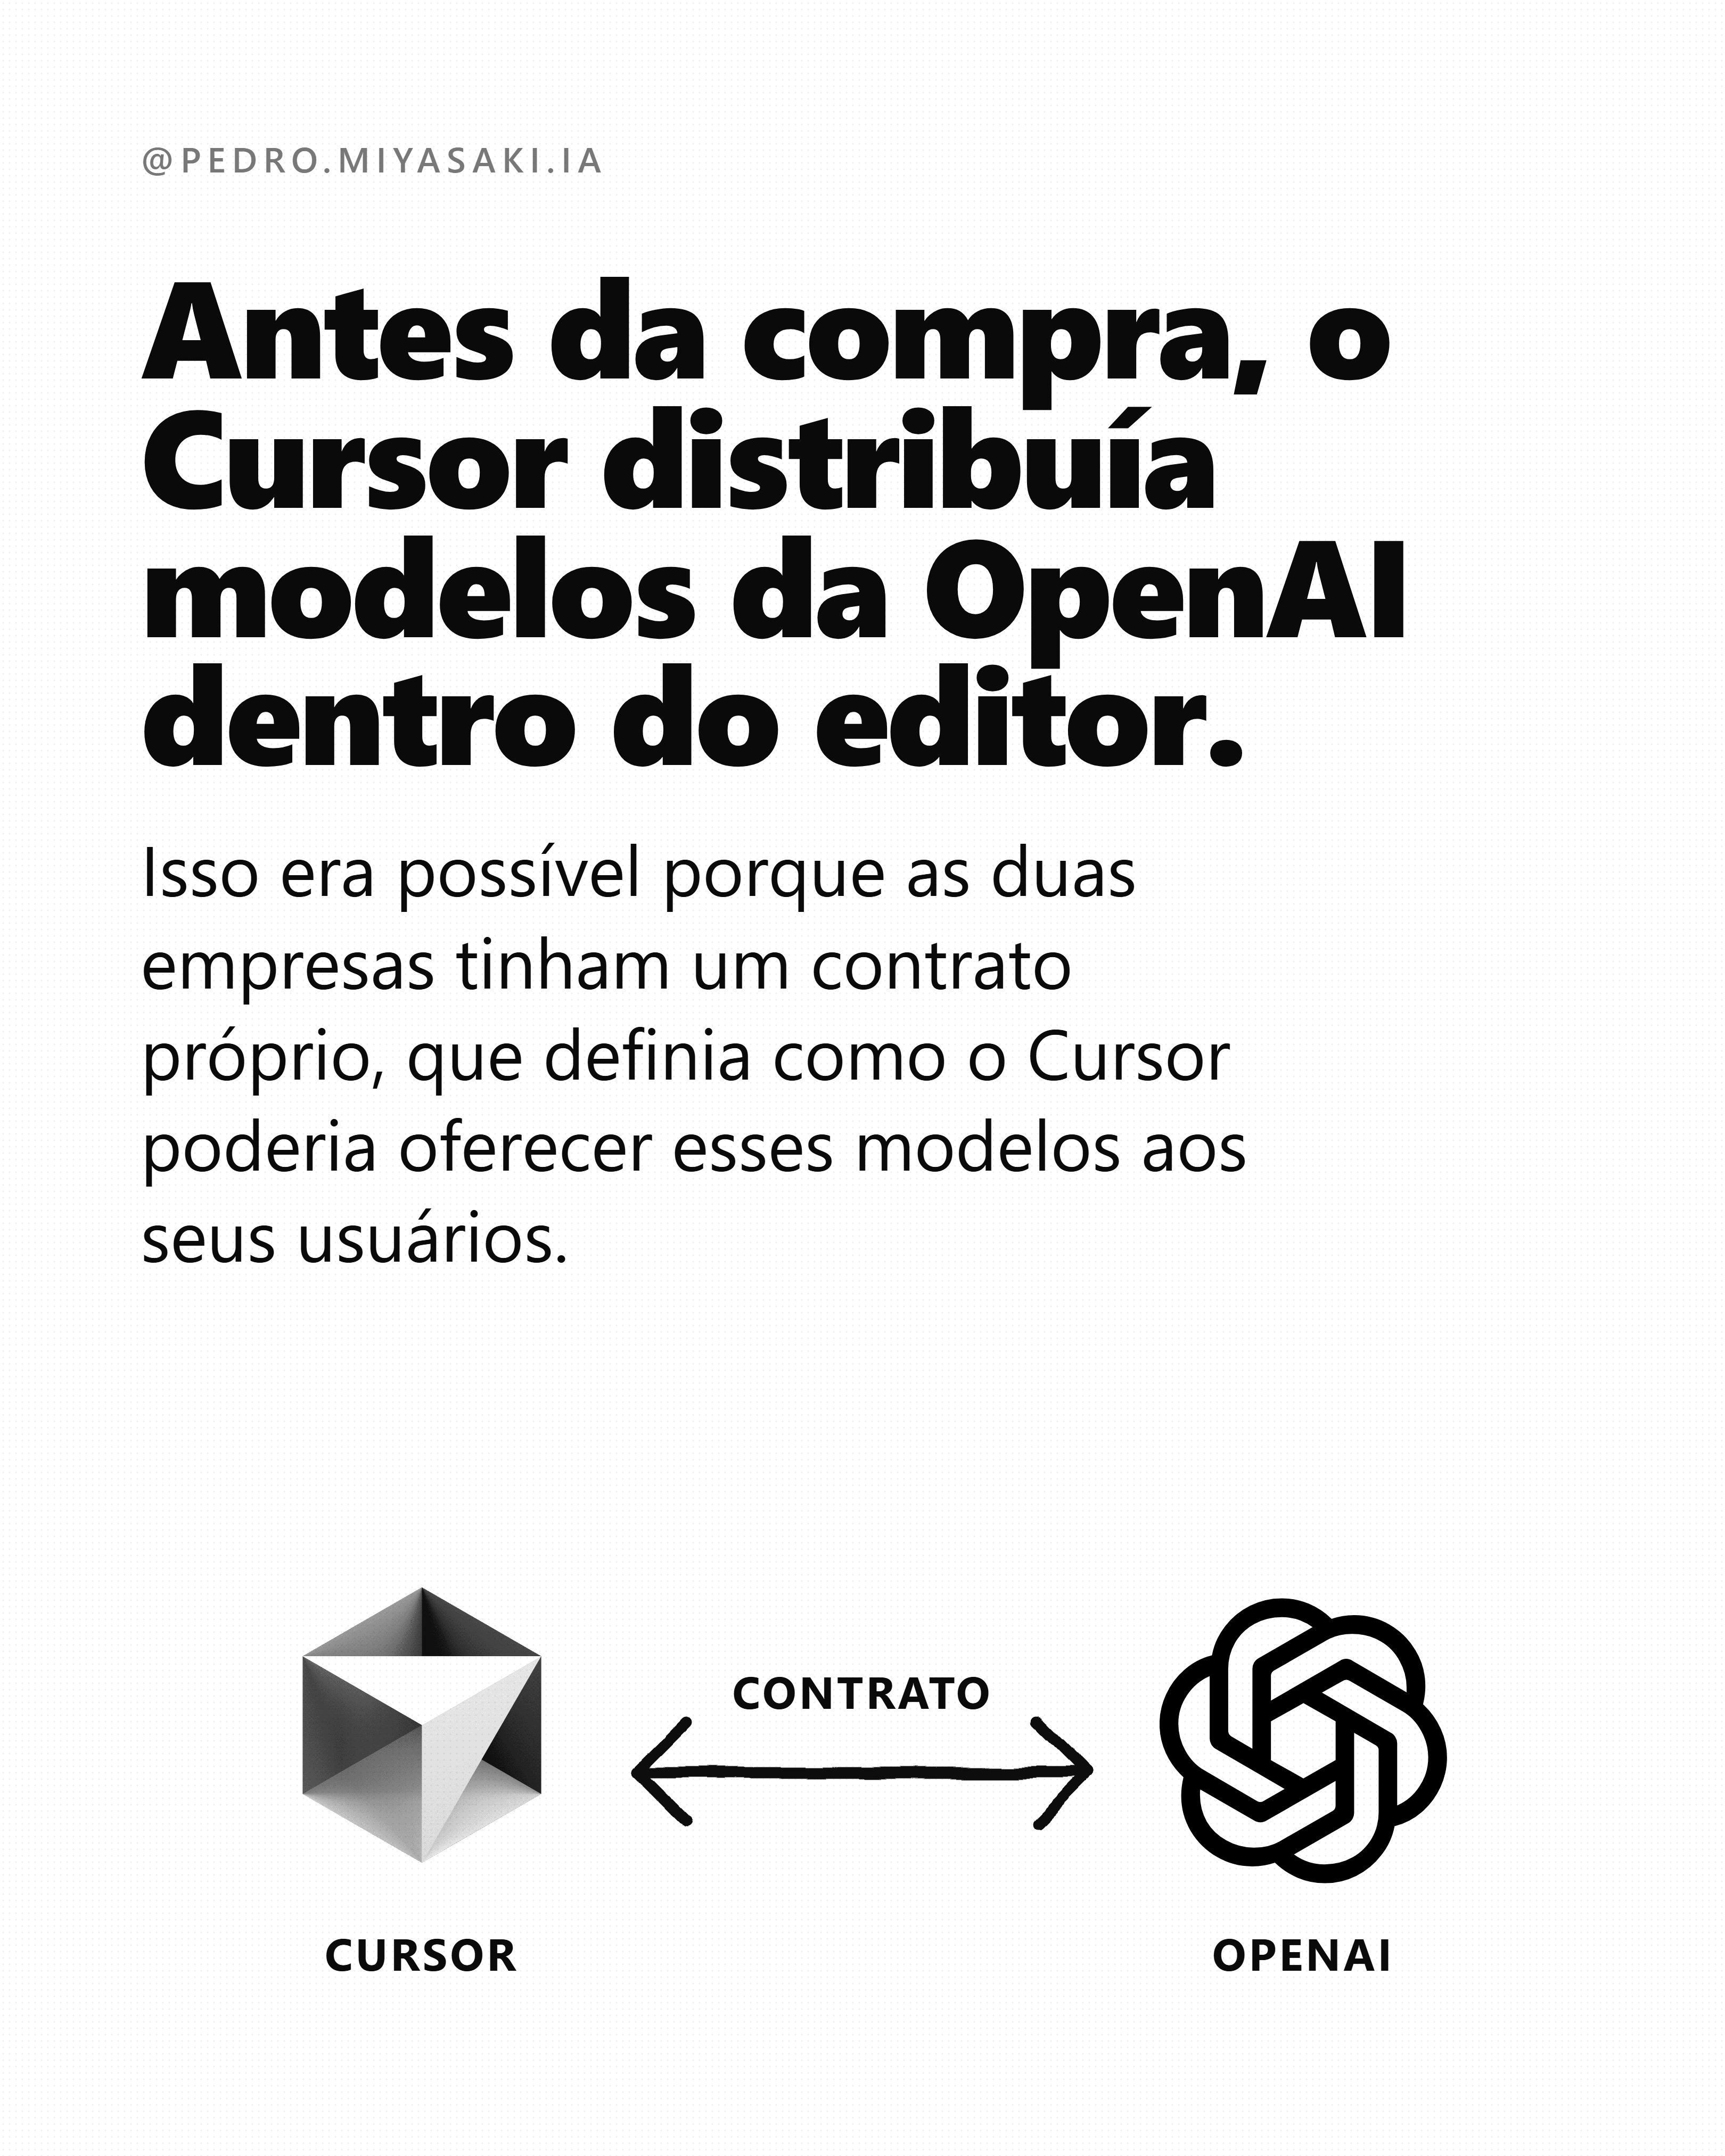 @PEDRO.MIYASAKI.IA
Antes da compra, o
Cursor distribuía
modelos da OpenAI
dentro do editor.
Isso era possível porque as duas
empresas tinham um contrato
próprio, que definia como o Cursor
poderia oferecer esses modelos aos
seus usuários.
CONTRATO
CURSOR
OPENAI